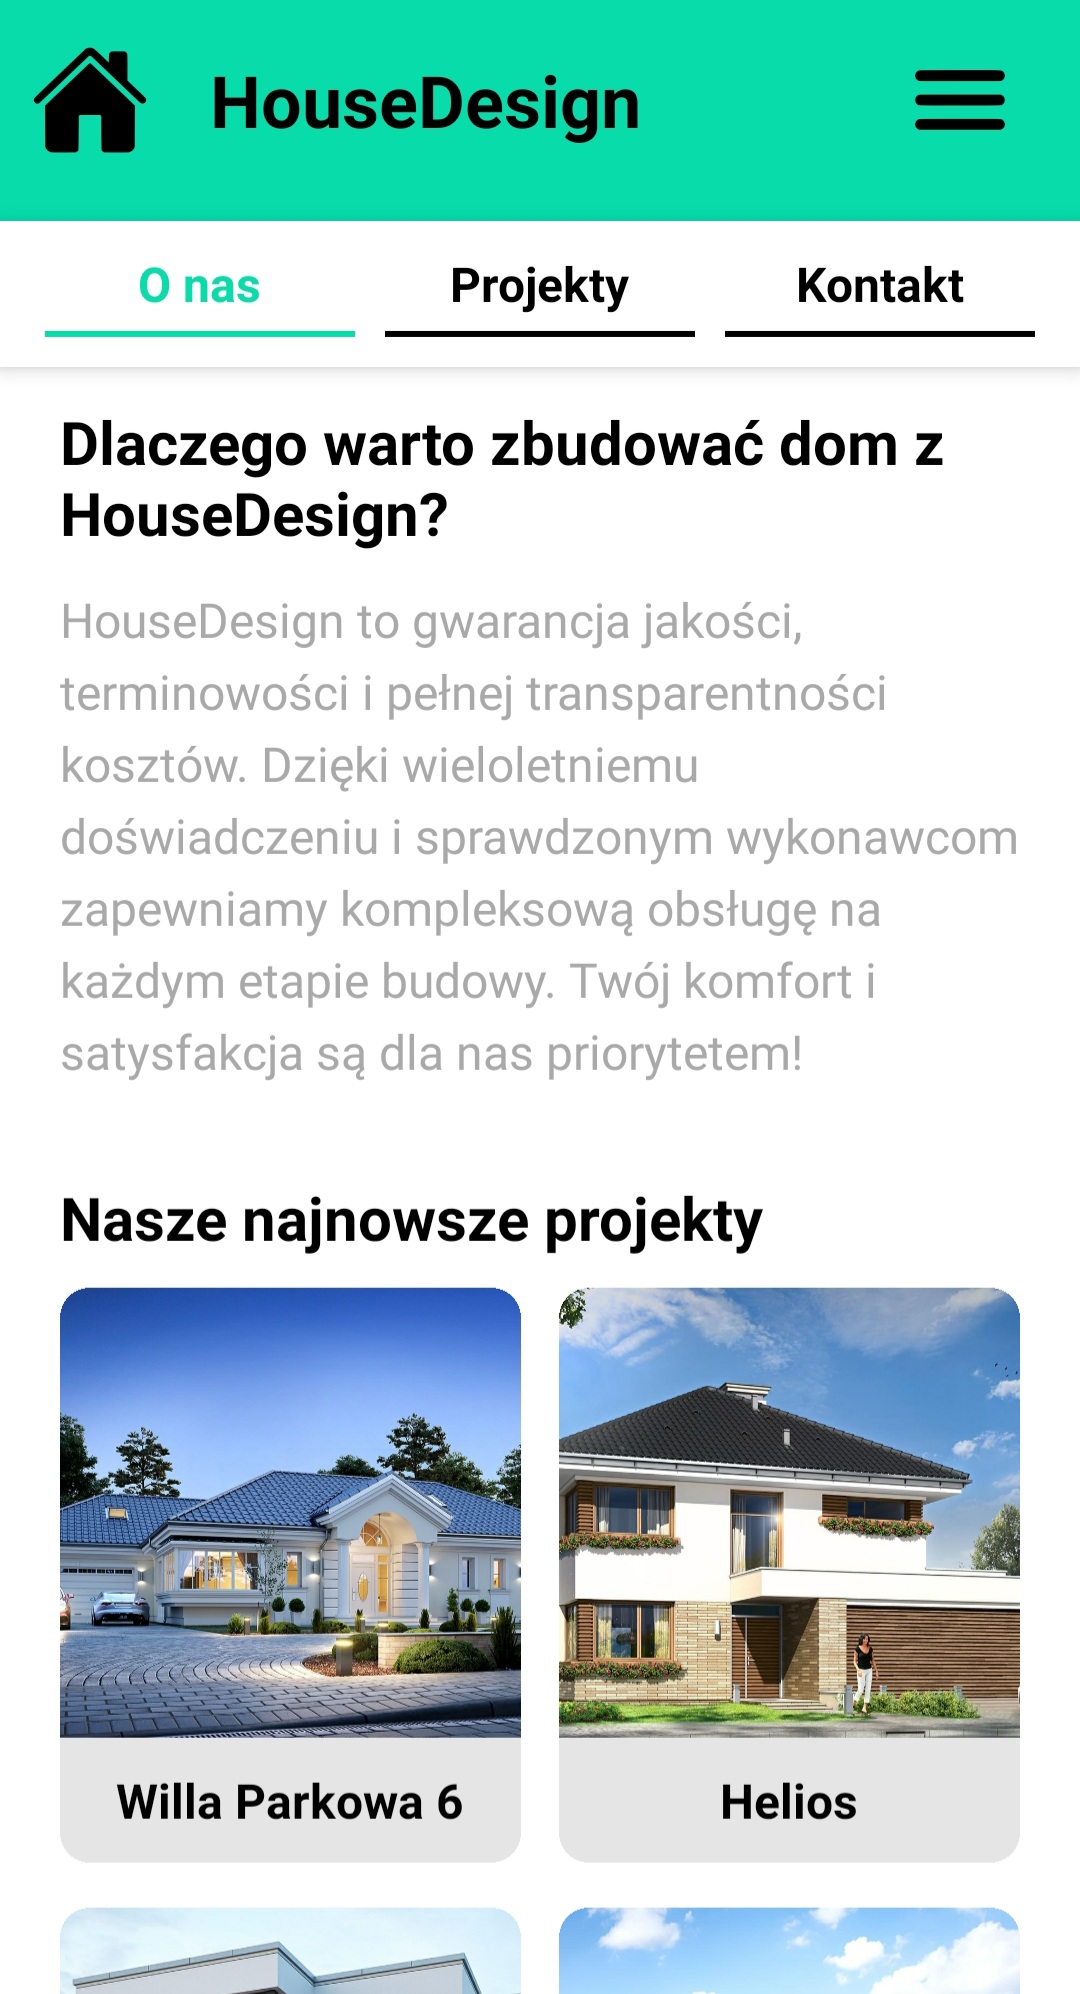 HouseDesign
O nas
Projekty
Kontakt
Dlaczego warto zbudować dom z
HouseDesign?
HouseDesign to gwarancja jakości,
terminowości i pełnej transparentności
kosztów. Dzięki wieloletniemu
doświadczeniu i sprawdzonym wykonawcom
zapewniamy kompleksową obsługę na
każdym etapie budowy. Twój komfort i
satysfakcja są dla nas priorytetem!
Nasze najnowsze projekty
Willa Parkowa 6
Helios